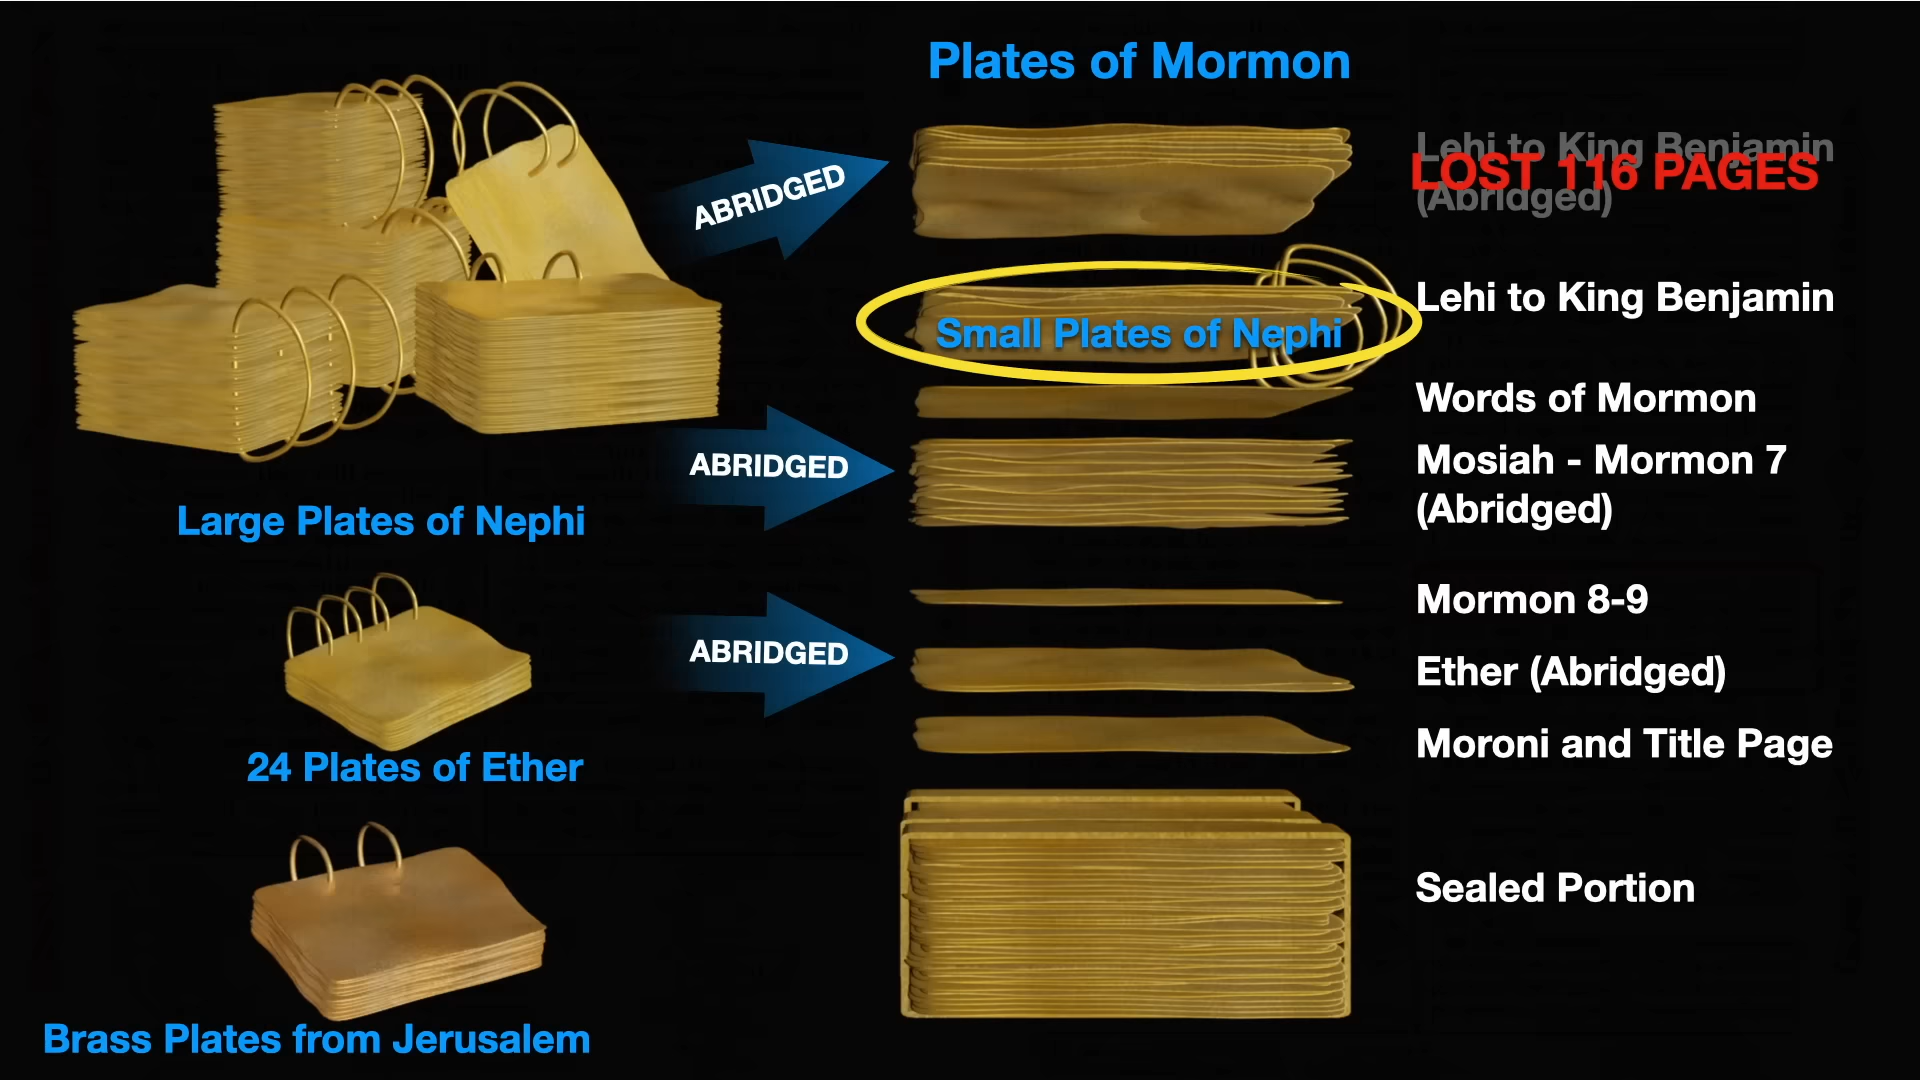 Plates of Mormon
Lehi to King Benjamin
LOST 116 PAGES
(Abridged)
ABRIDGED
Small Plates of Nephi
Lehi to King Benjamin
Words of Mormon
ABRIDGED
Mosiah - Mormon 7
(Abridged)
Large Plates of Nephi
Mormon 8-9
ABRIDGED
Ether (Abridged)
Moroni and Title Page
24 Plates of Ether
Sealed Portion
Brass Plates from Jerusalem